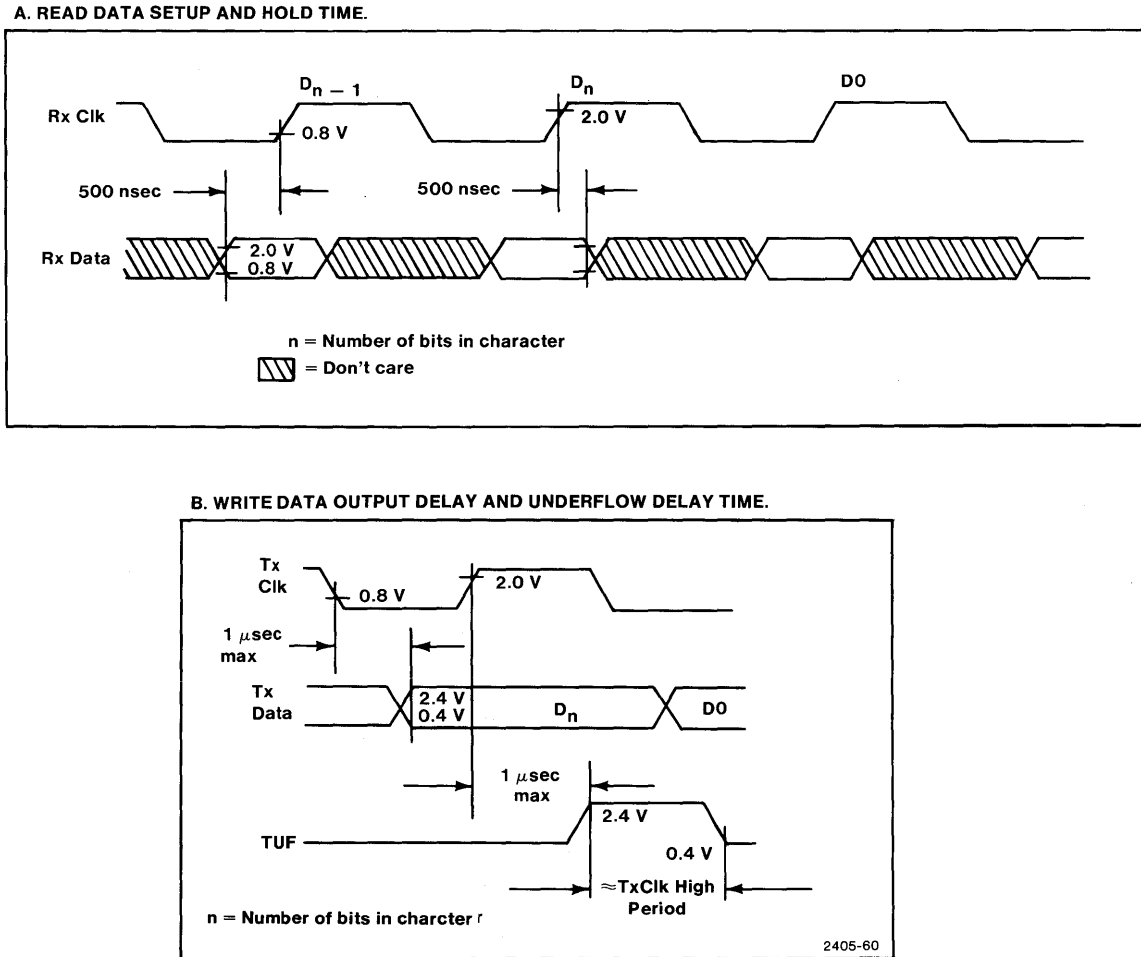 A. READ DATA SETUP AND HOLD TIME.
Dn – 1
Dn
D0
Rx Clk
0.8 V
2.0 V
500 nsec
500 nsec
Rx Data
2.0 V
0.8 V
n = Number of bits in character
= Don't care
B. WRITE DATA OUTPUT DELAY AND UNDERFLOW DELAY TIME.
Tx
Clk
0.8 V
2.0 V
1 μsec
max
Tx
Data
2.4 V
0.4 V
Dn
D0
1 μsec
max
TUF
2.4 V
0.4 V
≈TxClk High
Period
n = Number of bits in charcter r
2405-60